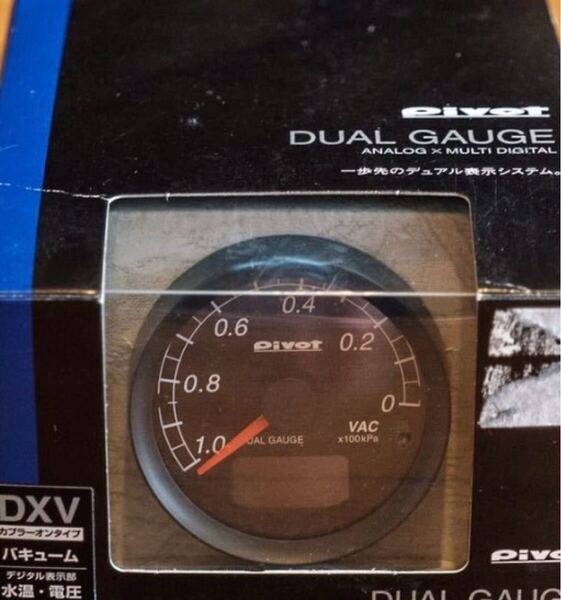 Pivot
DUAL GAUGE
ANALOG × MULTI DIGITAL
一歩先のデュアル表示システム。
0.4
0.6
0.2
Pivot
0.8
0
VAC
x100kPa
1.0
DUAL GAUGE
DXV
カプラーオンタイプ
バキューム
デジタル表示部
水温・電圧
Pivot
DUAL GAUG